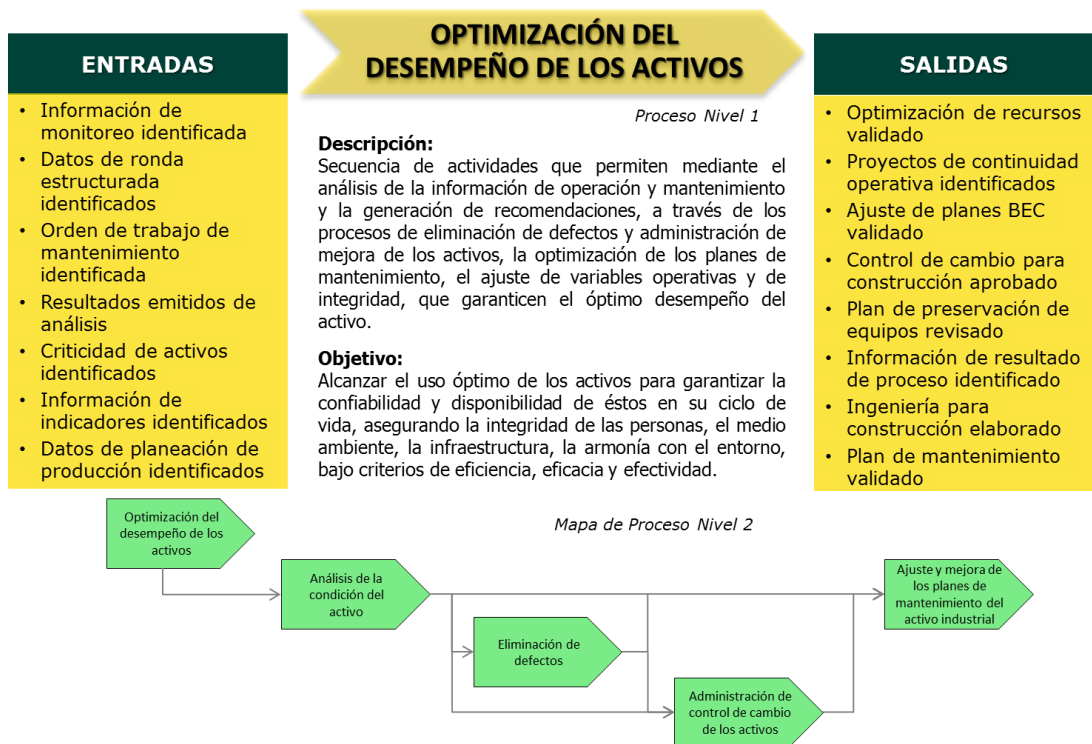 OPTIMIZACIÓN DEL
DESEMPEÑO DE LOS ACTIVOS
ENTRADAS
• Información de
monitoreo identificada
• Datos de ronda
estructurada
identificados
• Orden de trabajo de
mantenimiento
identificada
• Resultados emitidos de
análisis
• Criticidad de activos
identificados
• Información de
indicadores identificados
• Datos de planeación de
producción identificados
Proceso Nivel 1
Descripción:
Secuencia de actividades que permiten mediante el
análisis de la información de operación y mantenimiento
y la generación de recomendaciones, a través de los
procesos de eliminación de defectos y administración de
mejora de los activos, la optimización de los planes de
mantenimiento, el ajuste de variables operativas y de
integridad, que garanticen el óptimo desempeño del
activo.
Objetivo:
Alcanzar el uso óptimo de los activos para garantizar la
confiabilidad y disponibilidad de éstos en su ciclo de
vida, asegurando la integridad de las personas, el medio
ambiente, la infraestructura, la armonía con el entorno,
bajo criterios de eficiencia, eficacia y efectividad.
SALIDAS
• Optimización de recursos
validado
• Proyectos de continuidad
operativa identificados
• Ajuste de planes BEC
validado
• Control de cambio para
construcción aprobado
• Plan de preservación de
equipos revisado
• Información de resultado
de proceso identificado
• Ingeniería para
construcción elaborado
• Plan de mantenimiento
validado
Mapa de Proceso Nivel 2
Optimización del
desempeño de los
activos
Análisis de la
condición del
activo
Eliminación de
defectos
Administración de
control de cambio de
los activos
Ajuste y mejora de
los planes de
mantenimiento del
activo industrial